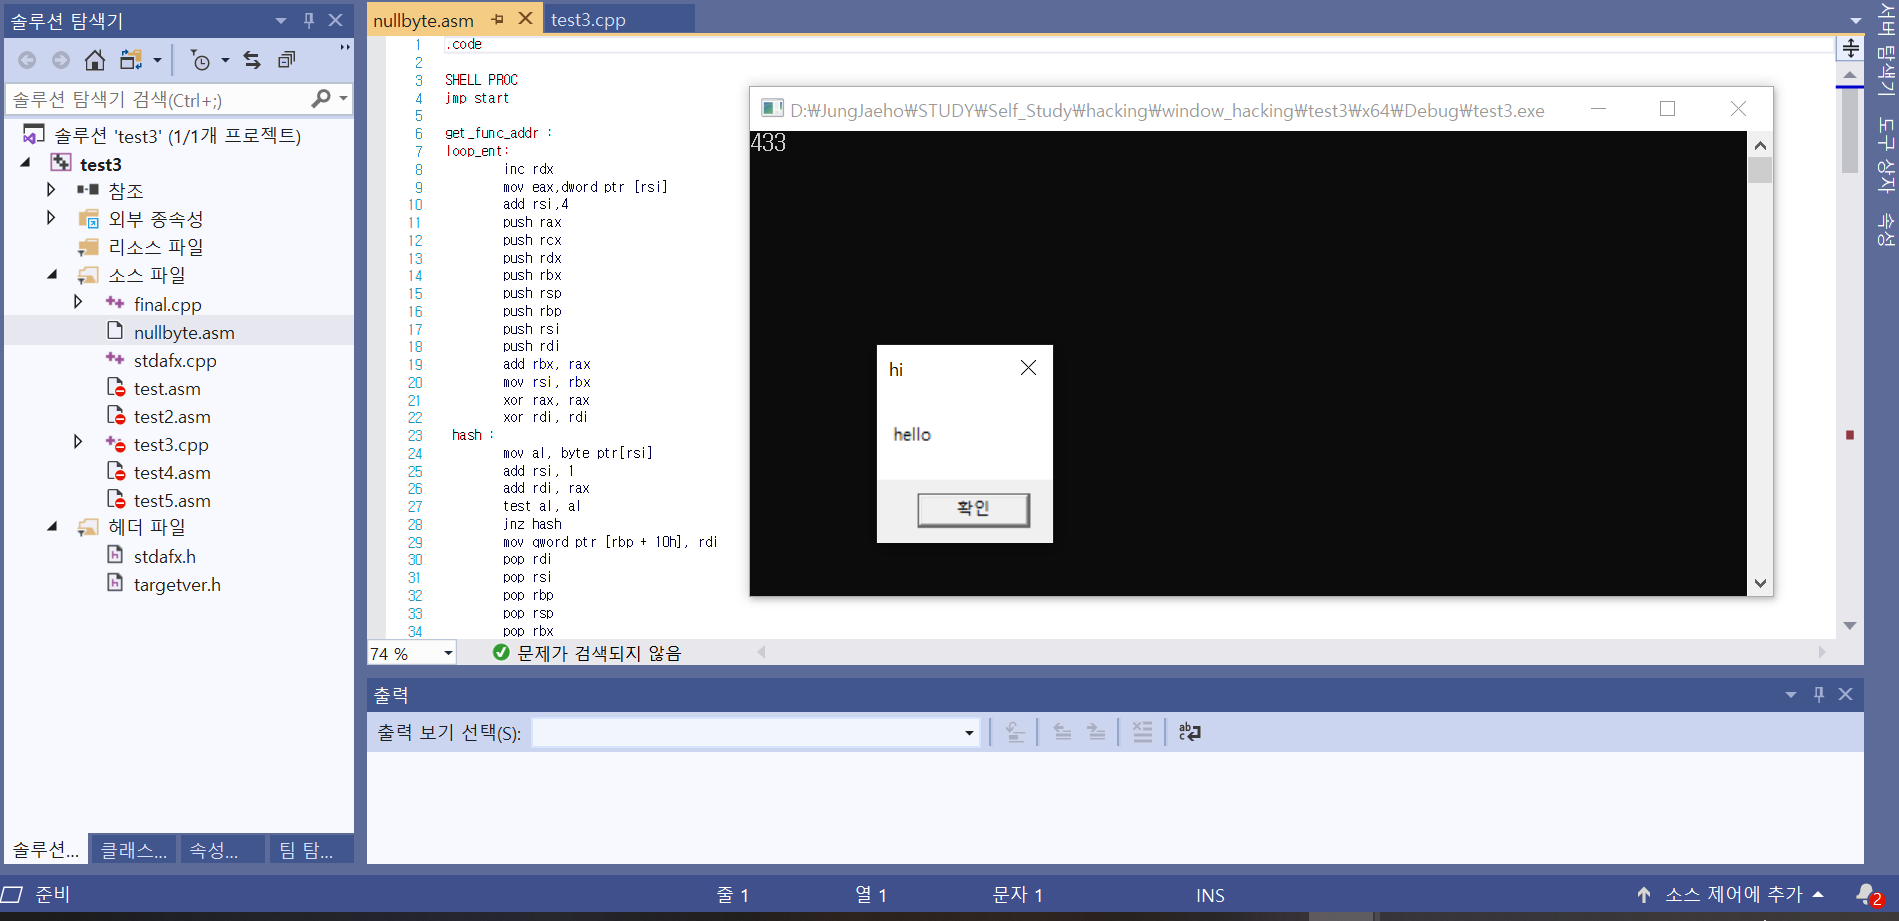 솔루션 탐색기
솔루션 탐색기 검색(Ctrl+;)
솔루션 'test3' (1/1개 프로젝트)
test3
참조
외부 종속성
리소스 파일
소스 파일
final.cpp
nullbyte.asm
stdafx.cpp
test.asm
test2.asm
test3.cpp
test4.asm
test5.asm
헤더 파일
stdafx.h
targetver.h
솔루션... 클래스... 속성... 팀 탐...
nullbyte.asm test3.cpp
1 .code
2
3 SHELL PROC
4 jmp start
5
6 get_func_addr :
7 loop_ent:
8 inc rdx
9 mov eax,dword ptr [rsi]
10 add rsi,4
11 push rax
12 push rcx
13 push rdx
14 push rbx
15 push rsp
16 push rbp
17 push rsi
18 push rdi
19 add rbx, rax
20 mov rsi, rbx
21 xor rax, rax
22 xor rdi, rdi
23 hash :
24 mov al, byte ptr[rsi]
25 add rsi, 1
26 add rdi, rax
27 test al, al
28 jnz hash
29 mov qword ptr [rbp + 10h], rdi
30 pop rdi
31 pop rsi
32 pop rbp
33 pop rsp
34 pop rbx
74 %
문제가 검색되지 않음
D:₩JungJaeho₩STUDY₩Self_Study₩hacking₩window_hacking₩test3₩x64₩Debug₩test3.exe
433
hi
hello
확인
서버 탐색기
도구 상자
속성
출력
출력 보기 선택(S):
준비
줄 1
열 1
문자 1
INS
소스 제어에 추가
2